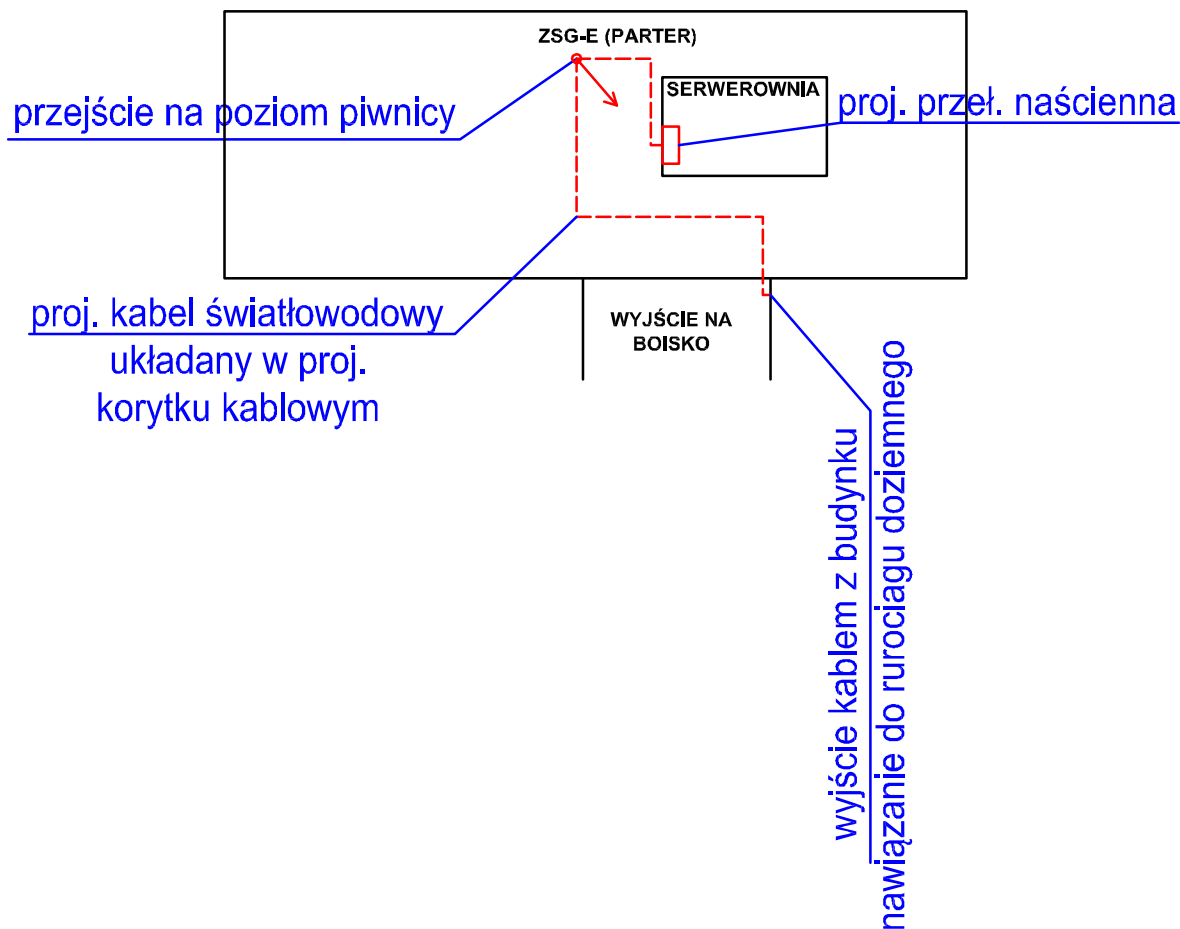 ZSG-E (PARTER)
przejście na poziom piwnicy
SERWEROWNIA
proj. przeł. naścienna
proj. kabel światłowodowy
układany w proj.
korytku kablowym
WYJŚCIE NA
BOISKO
wyjście kablem z budynku
nawiązanie do rurociągu doziemnego